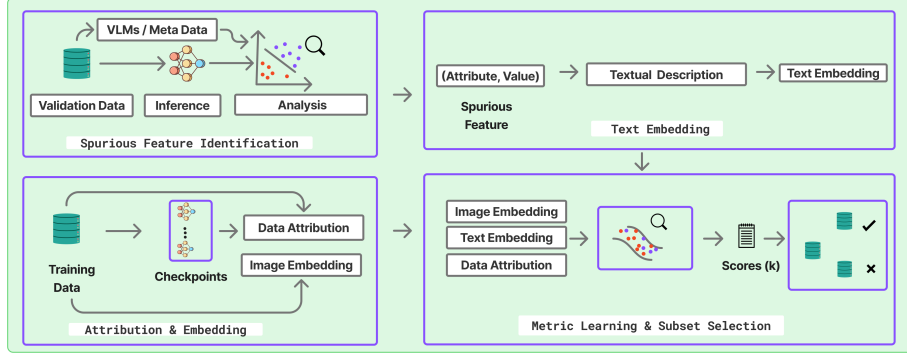 VLMs / Meta Data
Validation Data
Inference
Analysis
Spurious Feature Identification
(Attribute, Value)
Textual Description
Text Embedding
Spurious
Feature
Text Embedding
Data Attribution
Image Embedding
Training
Data
Checkpoints
Attribution & Embedding
Image Embedding
Text Embedding
Data Attribution
Scores (k)
Metric Learning & Subset Selection